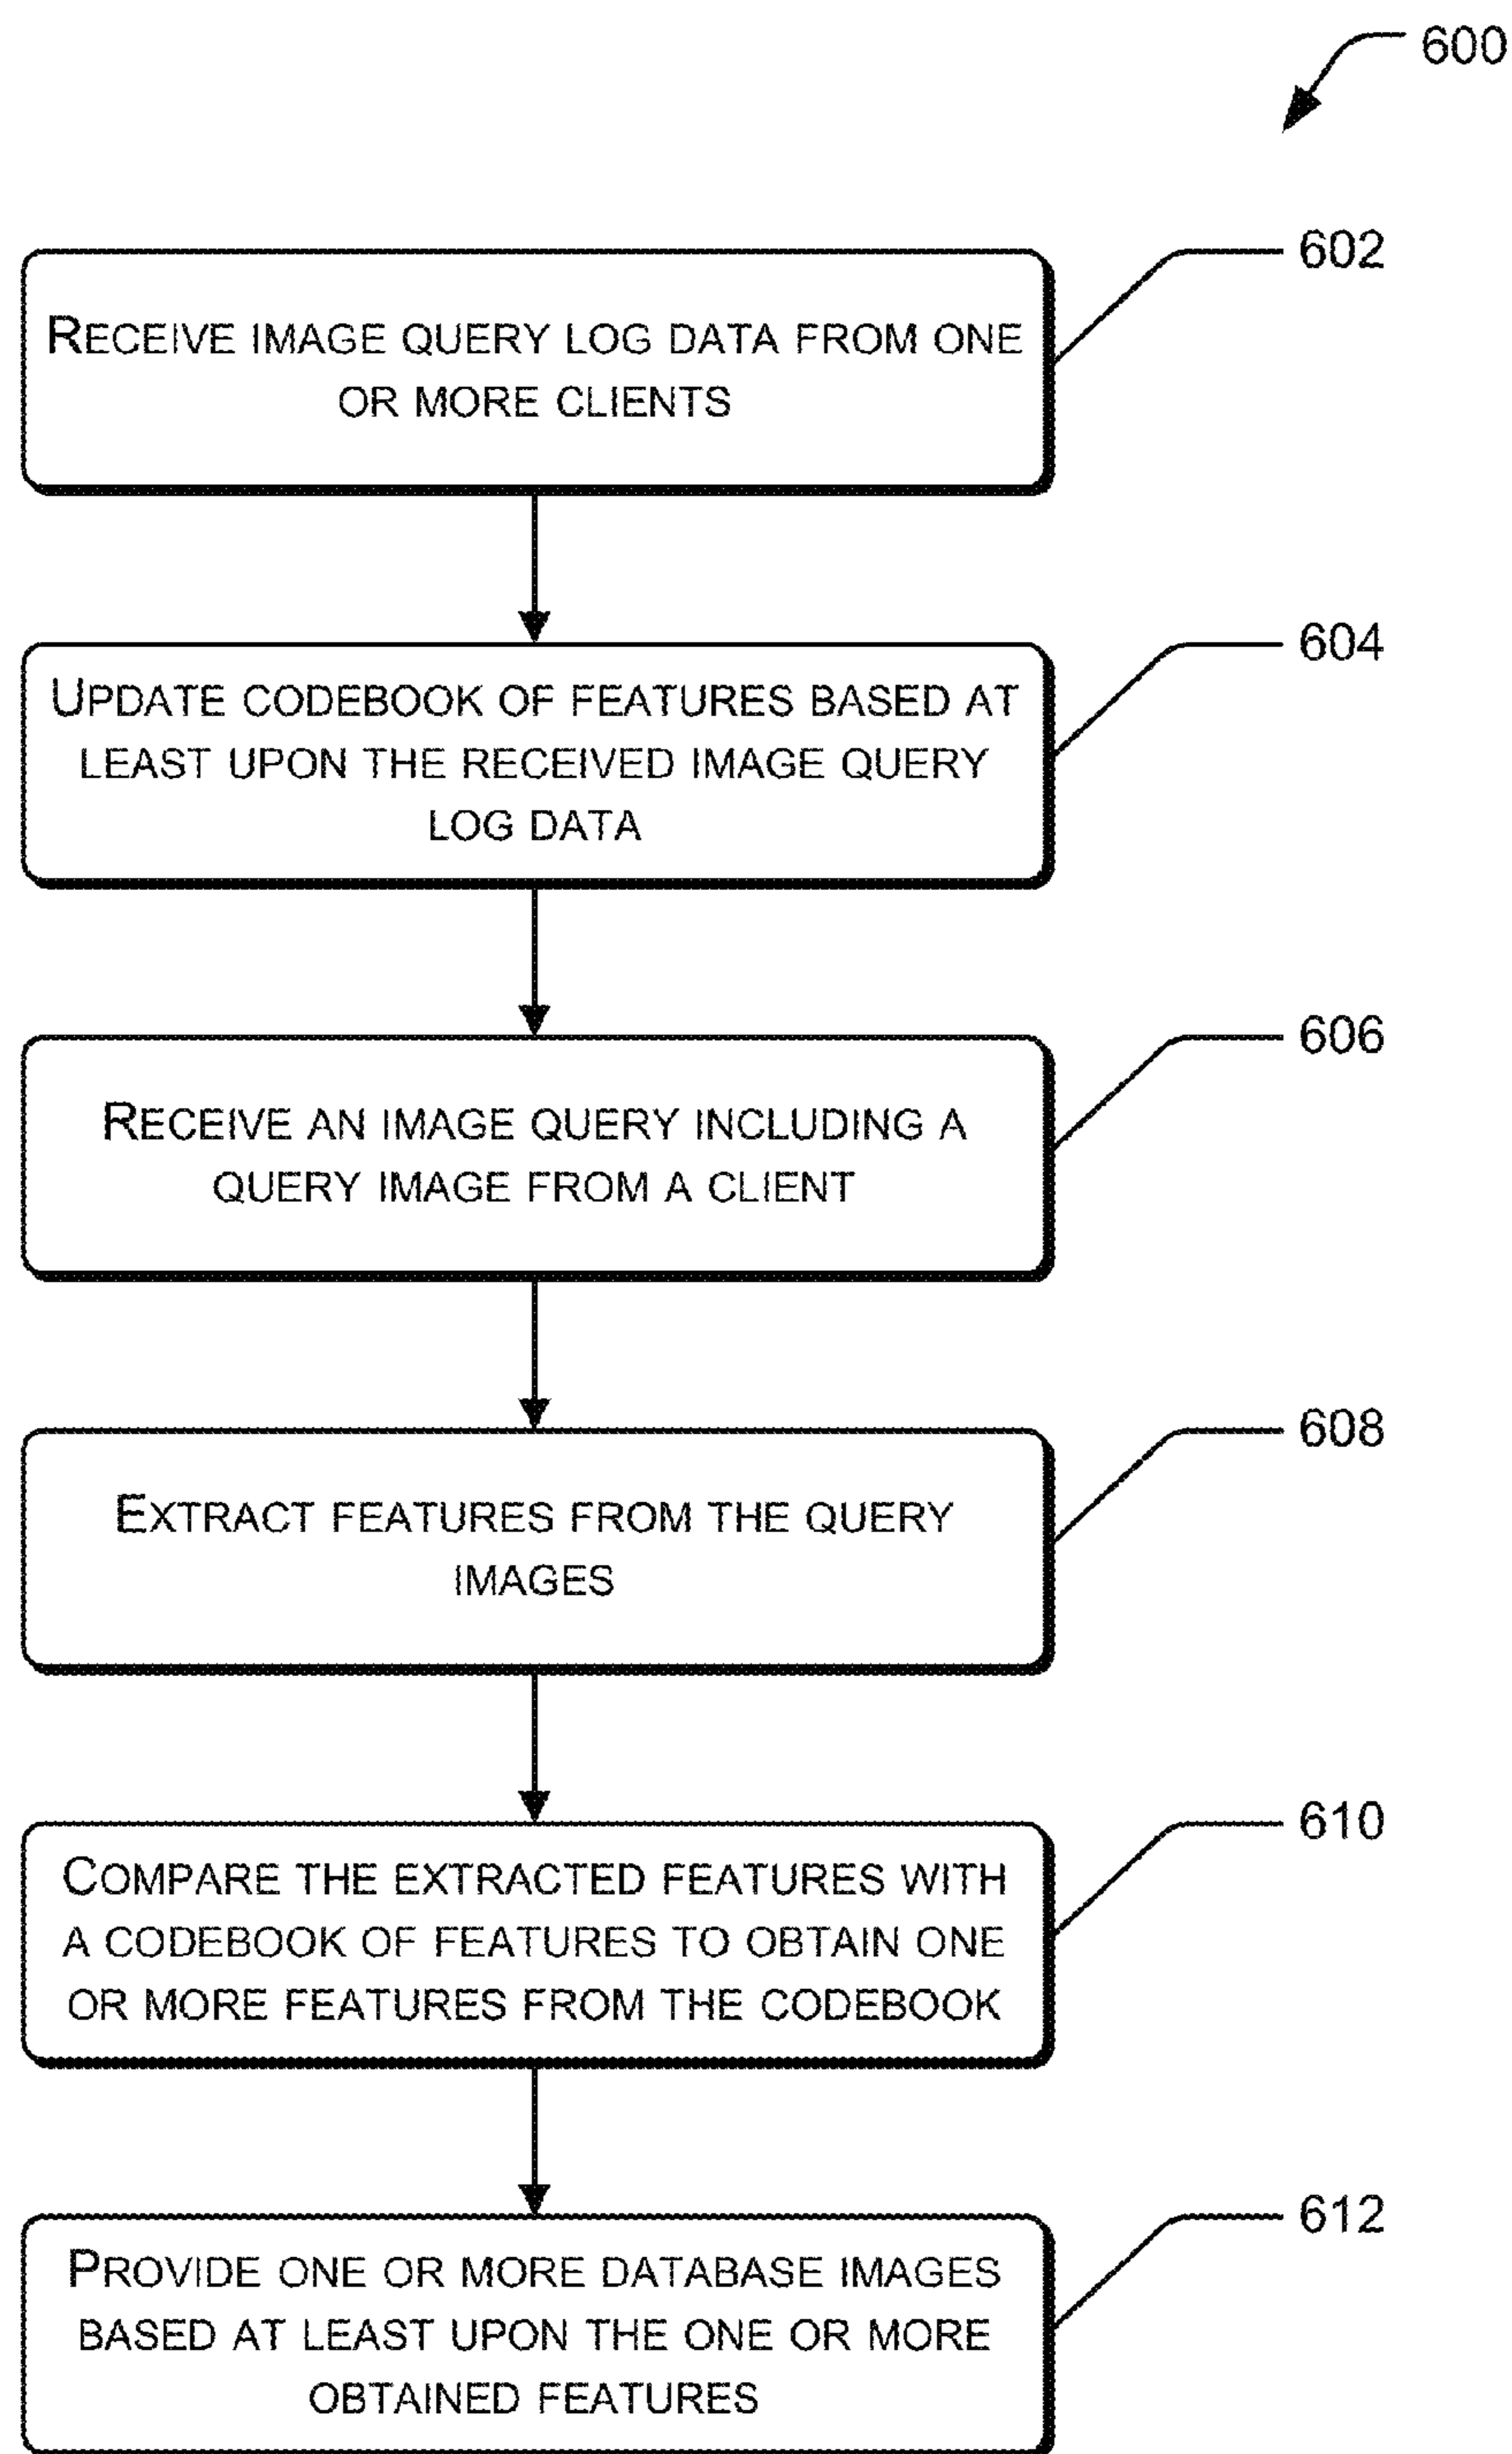 600
602
RECEIVE IMAGE QUERY LOG DATA FROM ONE
OR MORE CLIENTS
604
UPDATE CODEBOOK OF FEATURES BASED AT
LEAST UPON THE RECEIVED IMAGE QUERY
LOG DATA
606
RECEIVE AN IMAGE QUERY INCLUDING A
QUERY IMAGE FROM A CLIENT
608
EXTRACT FEATURES FROM THE QUERY
IMAGES
610
COMPARE THE EXTRACTED FEATURES WITH
A CODEBOOK OF FEATURES TO OBTAIN ONE
OR MORE FEATURES FROM THE CODEBOOK
612
PROVIDE ONE OR MORE DATABASE IMAGES
BASED AT LEAST UPON THE ONE OR MORE
OBTAINED FEATURES